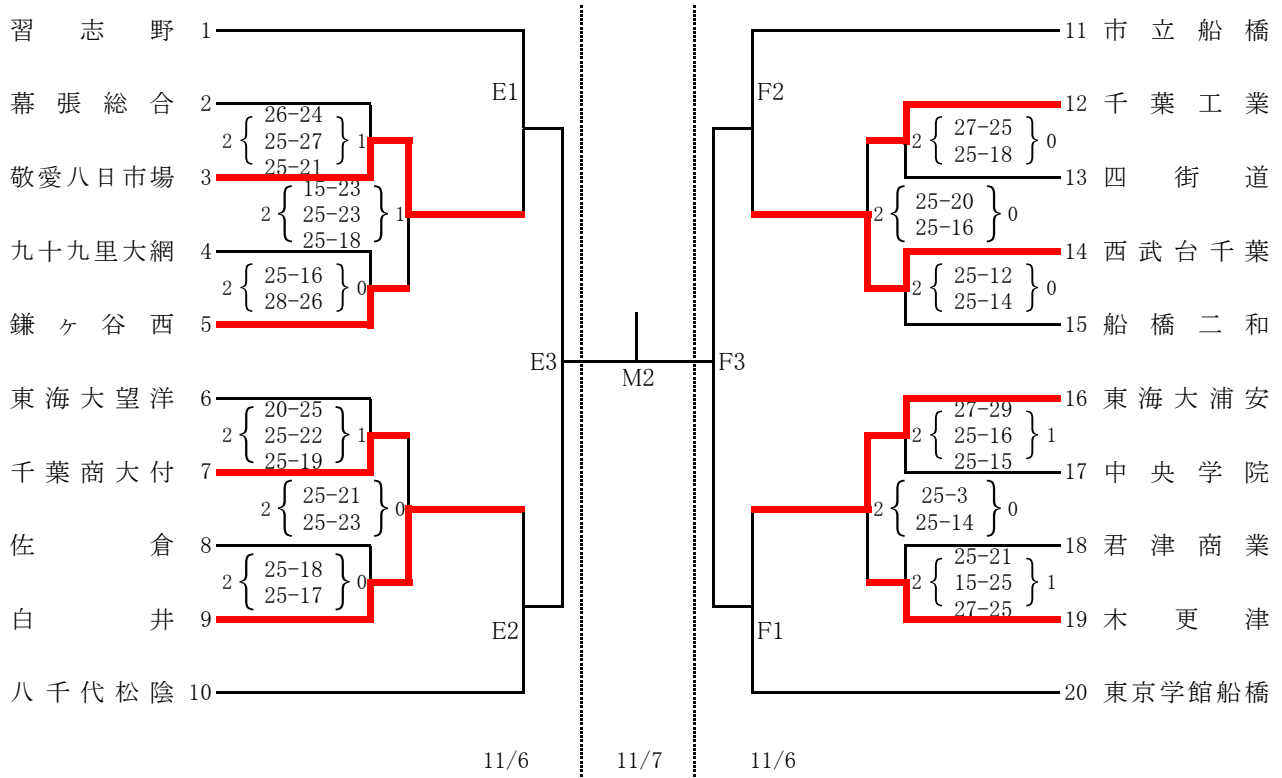 習志野 1
E1
幕張総合 2
26-24
2 { 25-27 } 1
25-21
敬愛八日市場 3
15-23
2 { 25-23 } 1
25-18
九十九里大網 4
25-16
2 { } 0
28-26
鎌ヶ谷西 5
E3
東海大望洋 6
20-25
2 { 25-22 } 1
25-19
千葉商大付 7
25-21
2 { } 0
25-23
佐倉 8
25-18
2 { } 0
25-17
白井 9
E2
八千代松陰 10
M2
11 市立船橋
F2
12 千葉工業
27-25
2 { } 0
25-18
13 四街道
25-20
2 { } 0
25-16
14 西武台千葉
25-12
2 { } 0
25-14
15 船橋二和
F3
16 東海大浦安
27-29
2 { 25-16 } 1
25-15
17 中央学院
25-3
2 { } 0
25-14
18 君津商業
25-21
2 { 15-25 } 1
27-25
19 木更津
F1
20 東京学館船橋
11/6 11/7 11/6